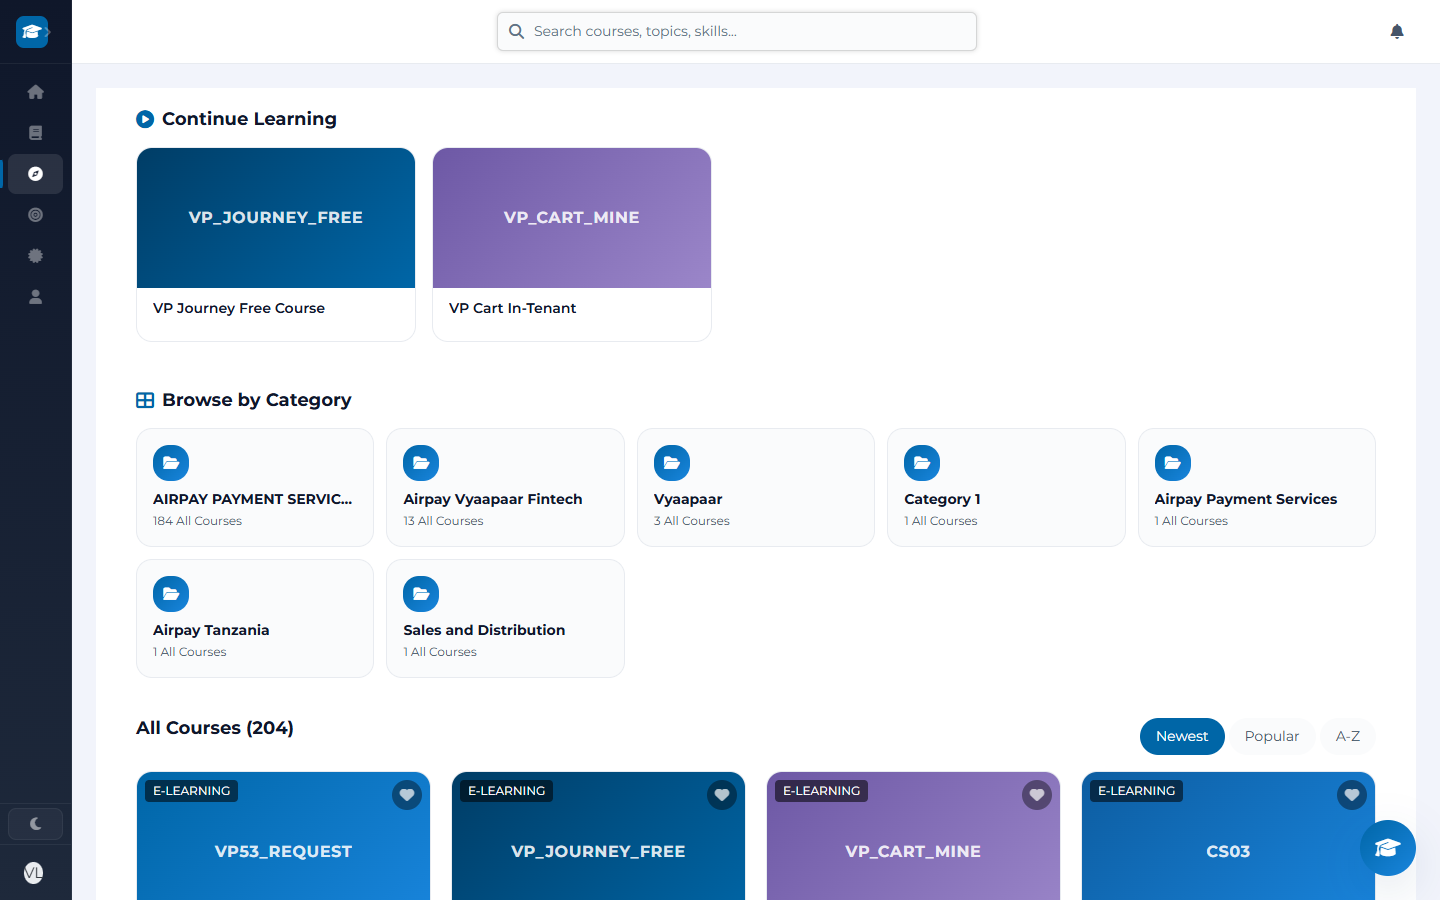 Search courses, topics, skills...
Continue Learning
VP_JOURNEY_FREE
VP_CART_MINE
VP Journey Free Course
VP Cart In-Tenant
Browse by Category
AIRPAY PAYMENT SERVIC...
184 All Courses
Airpay Vyaapaar Fintech
13 All Courses
Vyaapaar
3 All Courses
Category 1
1 All Courses
Airpay Payment Services
1 All Courses
Airpay Tanzania
1 All Courses
Sales and Distribution
1 All Courses
All Courses (204)
Newest
Popular
A-Z
E-LEARNING
VP53_REQUEST
E-LEARNING
VP_JOURNEY_FREE
E-LEARNING
VP_CART_MINE
E-LEARNING
CS03
VL